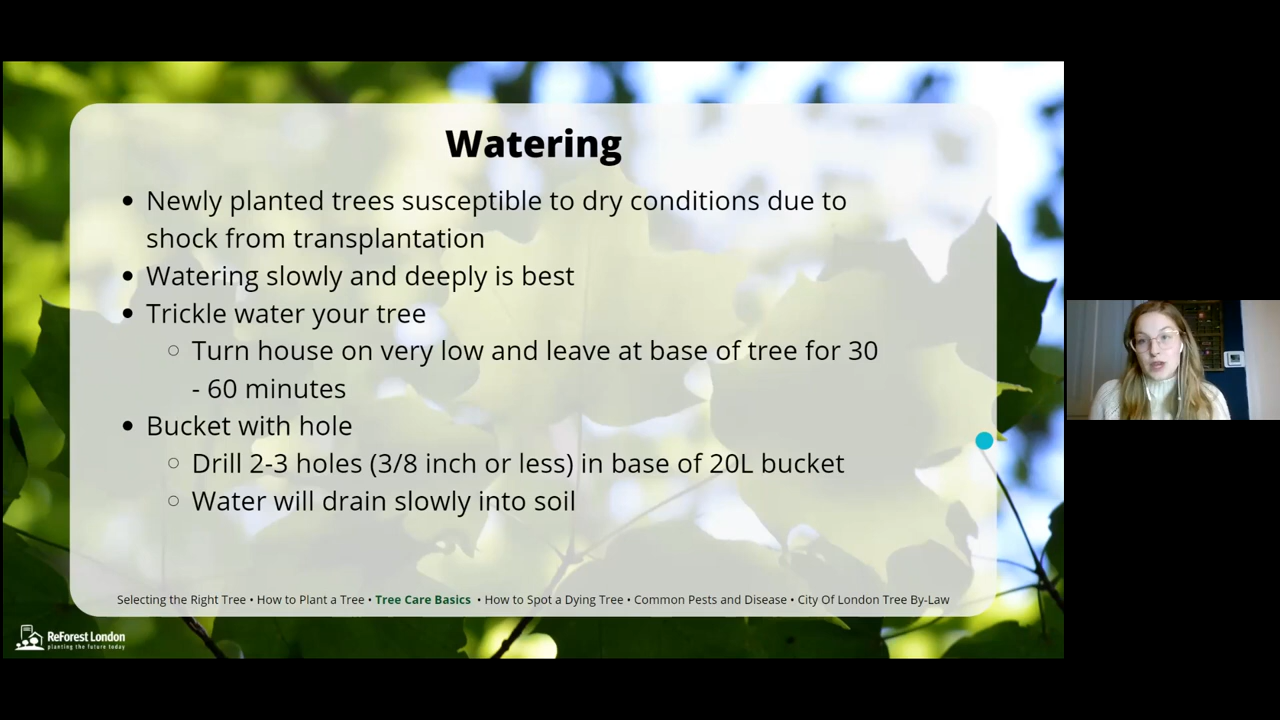 Watering
• Newly planted trees susceptible to dry conditions due to
shock from transplantation
• Watering slowly and deeply is best
• Trickle water your tree
○ Turn house on very low and leave at base of tree for 30
- 60 minutes
• Bucket with hole
○ Drill 2-3 holes (3/8 inch or less) in base of 20L bucket
○ Water will drain slowly into soil
Selecting the Right Tree • How to Plant a Tree • Tree Care Basics • How to Spot a Dying Tree • Common Pests and Disease • City Of London Tree By-Law
ReForest London
planting the future today